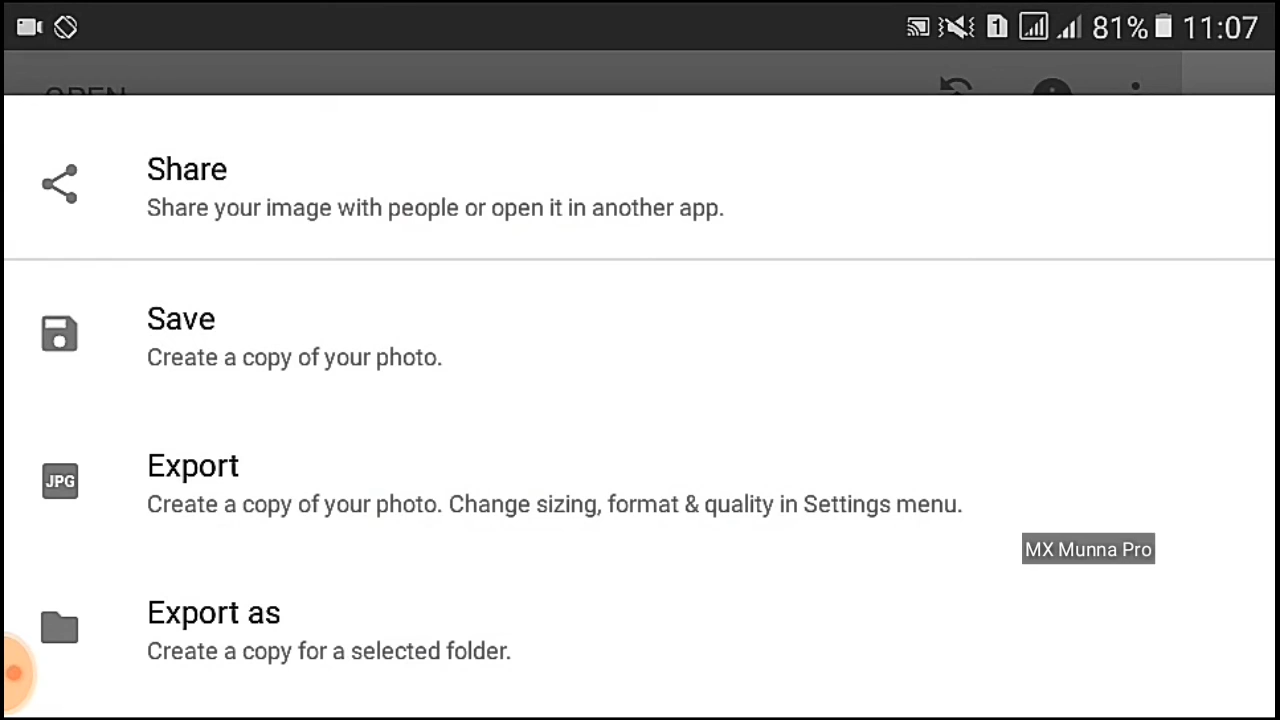 1 81% 11:07
OPEN
Share
Share your image with people or open it in another app.
Save
Create a copy of your photo.
JPG
Export
Create a copy of your photo. Change sizing, format & quality in Settings menu.
MX Munna Pro
Export as
Create a copy for a selected folder.